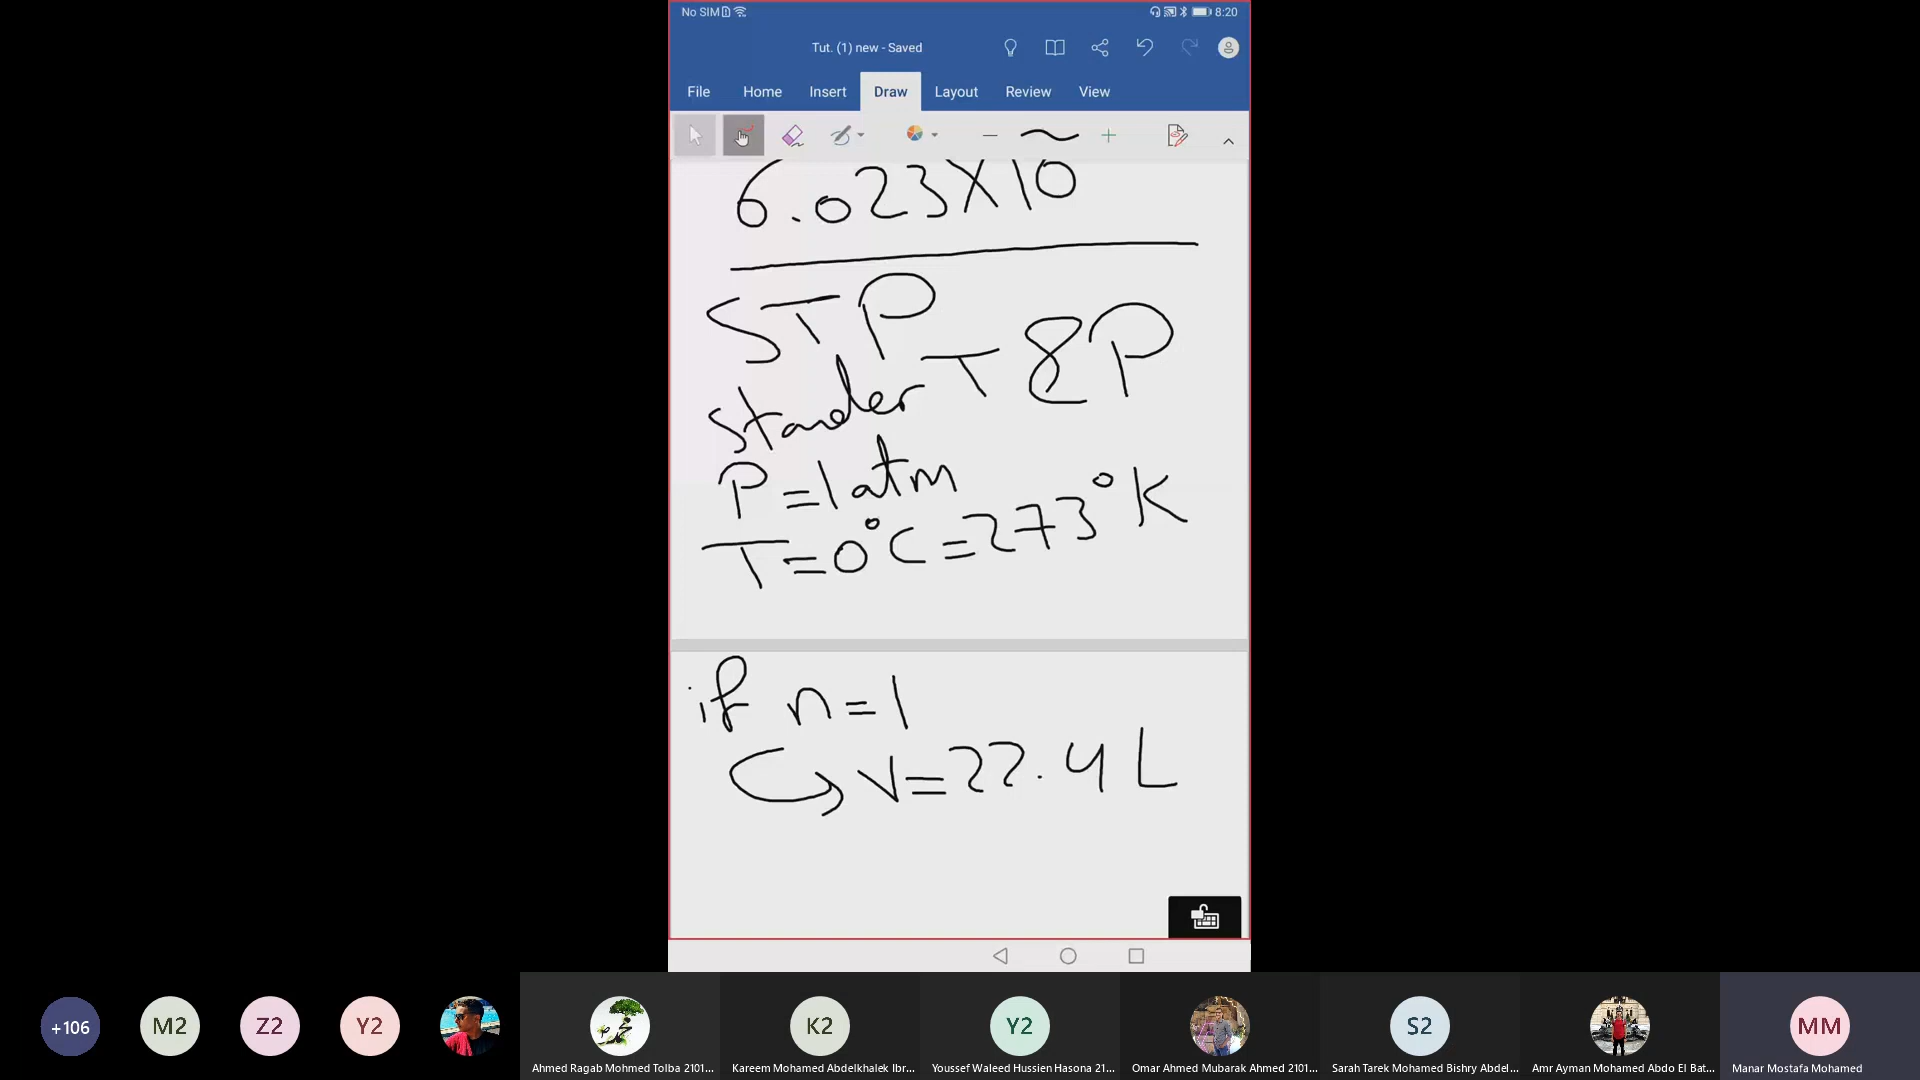 No SIM 8:20
Tut. (1) new - Saved
File Home Insert Draw Layout Review View
6.023X10
STP
stander T & P
P=1 atm
T=0°C=273°K
if n=1
V=22.4 L
+106 M2 Z2 Y2 K2 Y2 S2 MM
Ahmed Ragab Mohmed Tolba 2101... Kareem Mohamed Abdelkhalek Ibr... Youssef Waleed Hussien Hasona 21... Omar Ahmed Mubarak Ahmed 2101... Sarah Tarek Mohamed Bishry Abdel... Amr Ayman Mohamed Abdo El Bat... Manar Mostafa Mohamed